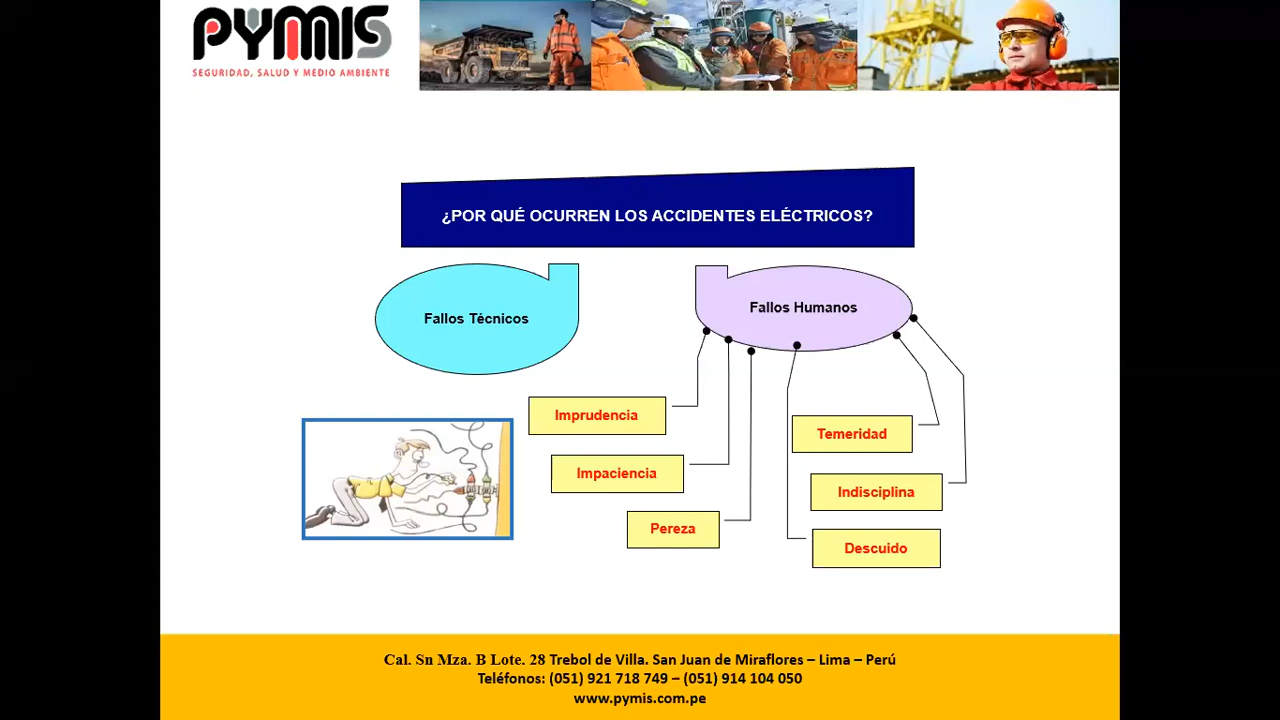 PYMIS
SEGURIDAD, SALUD Y MEDIO AMBIENTE
¿POR QUÉ OCURREN LOS ACCIDENTES ELÉCTRICOS?
Fallos Técnicos
Fallos Humanos
Imprudencia
Impaciencia
Pereza
Temeridad
Indisciplina
Descuido
Cal. Sn Mza. B Lote. 28 Trebol de Villa. San Juan de Miraflores – Lima – Perú
Teléfonos: (051) 921 718 749 – (051) 914 104 050
www.pymis.com.pe